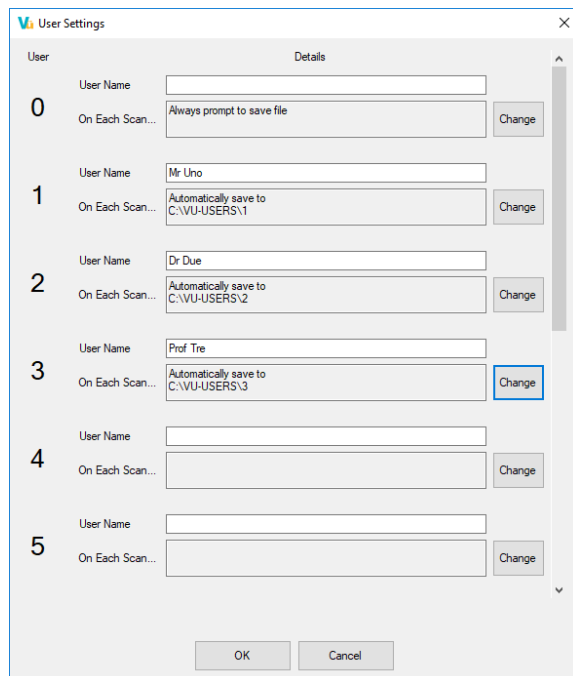 Vu User Settings
User Details
User Name
0
On Each Scan... Always prompt to save file Change
User Name Mr Uno
1
On Each Scan... Automatically save to
C:\VU-USERS\1 Change
User Name Dr Due
2
On Each Scan... Automatically save to
C:\VU-USERS\2 Change
User Name Prof Tre
3
On Each Scan... Automatically save to
C:\VU-USERS\3 Change
User Name
4
On Each Scan... Change
User Name
5
On Each Scan... Change
OK Cancel